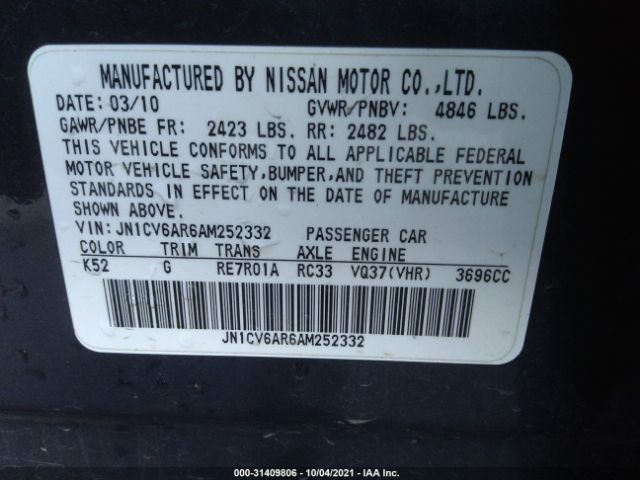 MANUFACTURED BY NISSAN MOTOR CO.,LTD.
DATE: 03/10 GVWR/PNBV: 4846 LBS.
GAWR/PNBE FR: 2423 LBS. RR: 2482 LBS.
THIS VEHICLE CONFORMS TO ALL APPLICABLE FEDERAL
MOTOR VEHICLE SAFETY,BUMPER,AND THEFT PREVENTION
STANDARDS IN EFFECT ON THE DATE OF MANUFACTURE
SHOWN ABOVE.
VIN:JN1CV6AR6AM252332 PASSENGER CAR
COLOR TRIM TRANS AXLE ENGINE
K52 G RE7R01A RC33 VQ37(VHR) 3696CC
JN1CV6AR6AM252332
000-31409806 - 10/04/2021 - IAA Inc.